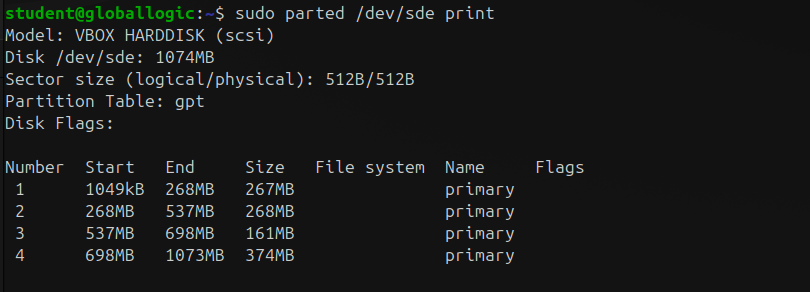 student@globallogic:~$ sudo parted /dev/sde print
Model: VBOX HARDDISK (scsi)
Disk /dev/sde: 1074MB
Sector size (logical/physical): 512B/512B
Partition Table: gpt
Disk Flags:

Number  Start   End     Size   File system  Name     Flags
 1      1049kB  268MB   267MB               primary
 2      268MB   537MB   268MB               primary
 3      537MB   698MB   161MB               primary
 4      698MB   1073MB  374MB               primary